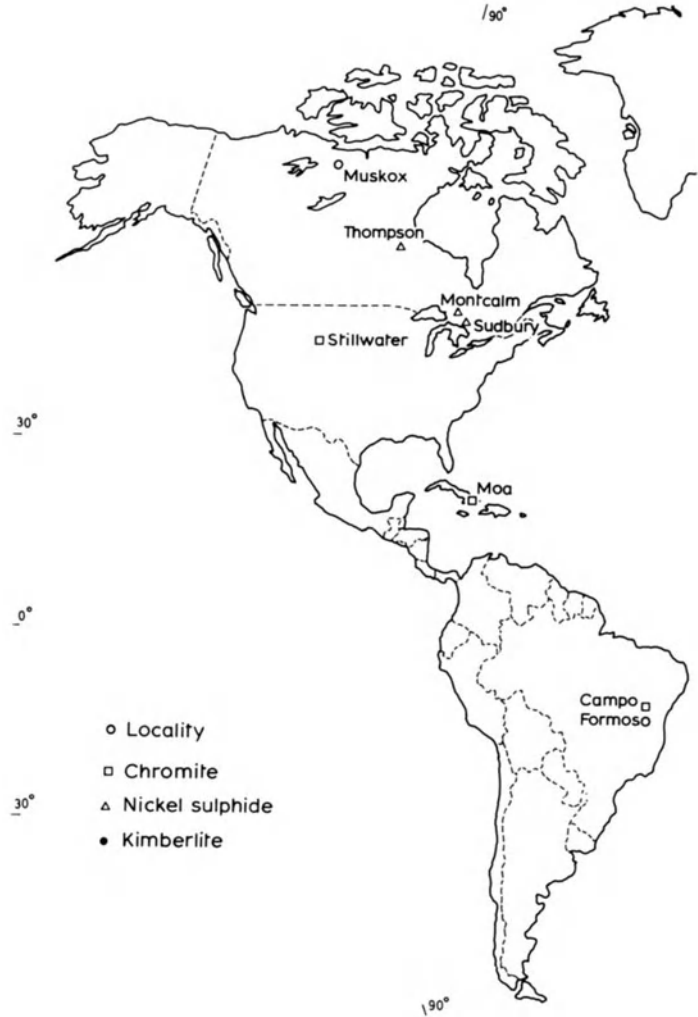 90°
Muskox
Thompson
Montcalm
Sudbury
Stillwater
30°
Moa
0°
Campo
Formoso
Locality
Chromite
30°
Nickel sulphide
Kimberlite
90°